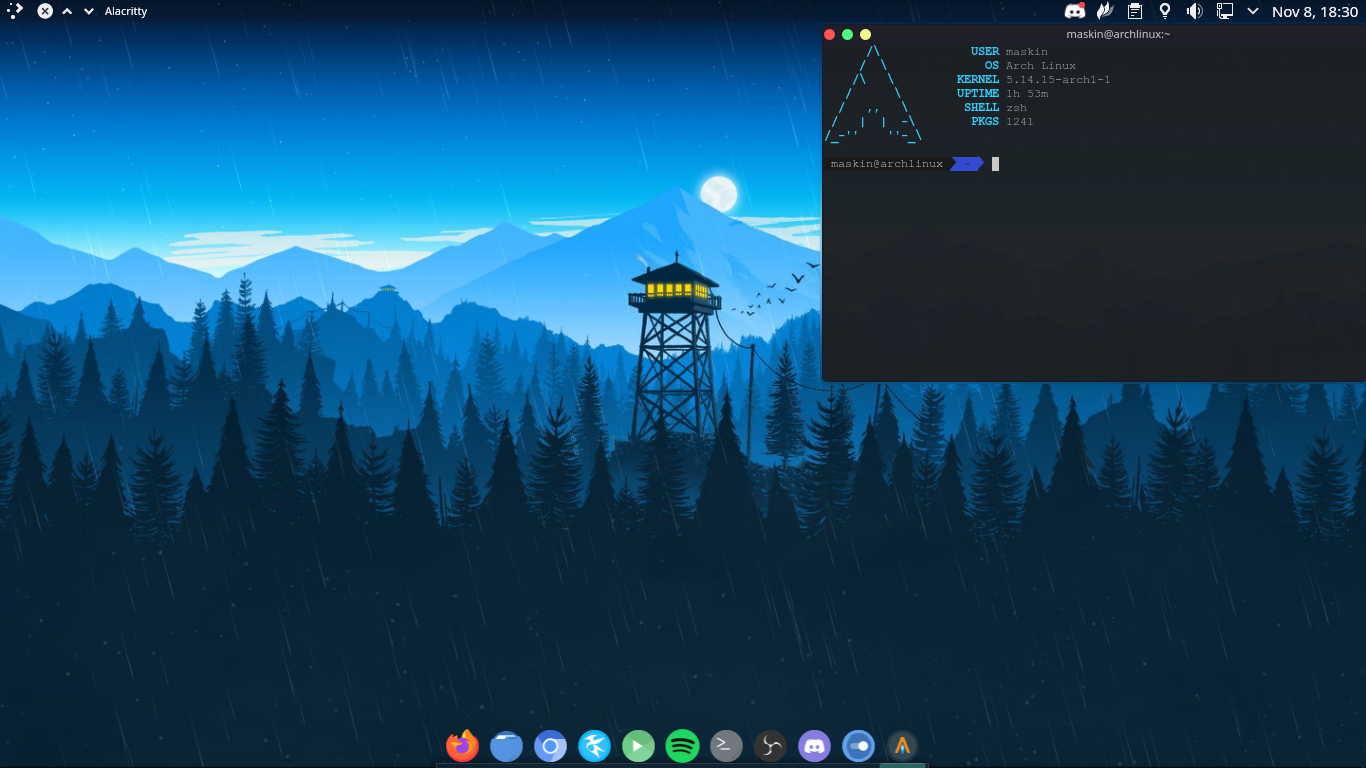 Alacritty
Nov 8, 18:30
maskin@archlinux:~
USER maskin
OS Arch Linux
KERNEL 5.14.15-arch1-1
UPTIME 1h 53m
SHELL zsh
PKGS 1241
maskin@archlinux ~